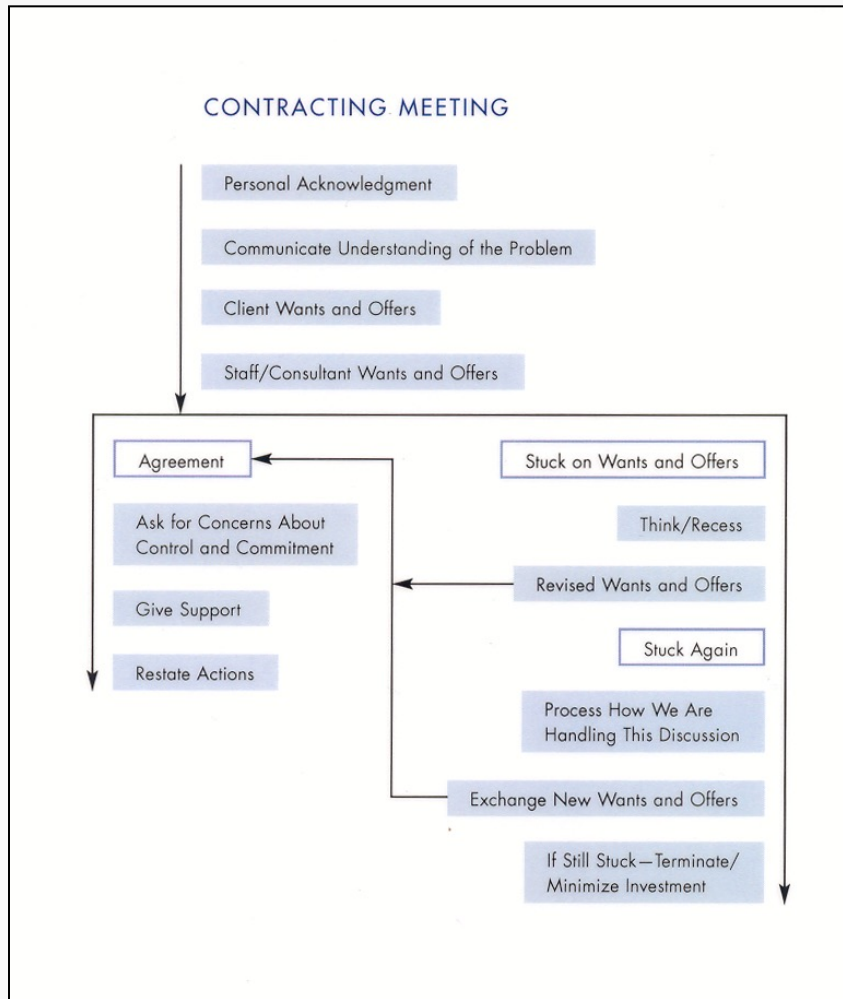 CONTRACTING MEETING
Personal Acknowledgment
Communicate Understanding of the Problem
Client Wants and Offers
Staff/Consultant Wants and Offers
Agreement
Ask for Concerns About
Control and Commitment
Give Support
Restate Actions
Stuck on Wants and Offers
Think/Recess
Revised Wants and Offers
Stuck Again
Process How We Are
Handling This Discussion
Exchange New Wants and Offers
If Still Stuck—Terminate/
Minimize Investment